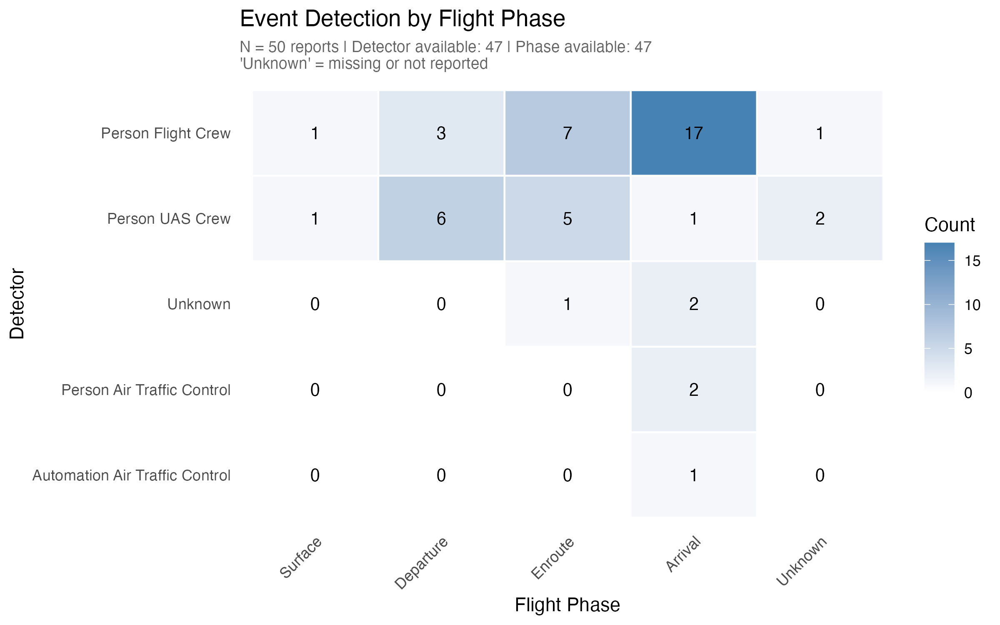 Event Detection by Flight Phase
N = 50 reports | Detector available: 47 | Phase available: 47
'Unknown' = missing or not reported
Detector
Person Flight Crew 1 3 7 17 1
Person UAS Crew 1 6 5 1 2
Unknown 0 0 1 2 0
Person Air Traffic Control 0 0 0 2 0
Automation Air Traffic Control 0 0 0 1 0
Surface Departure Enroute Arrival Unknown
Flight Phase
Count
15
10
5
0